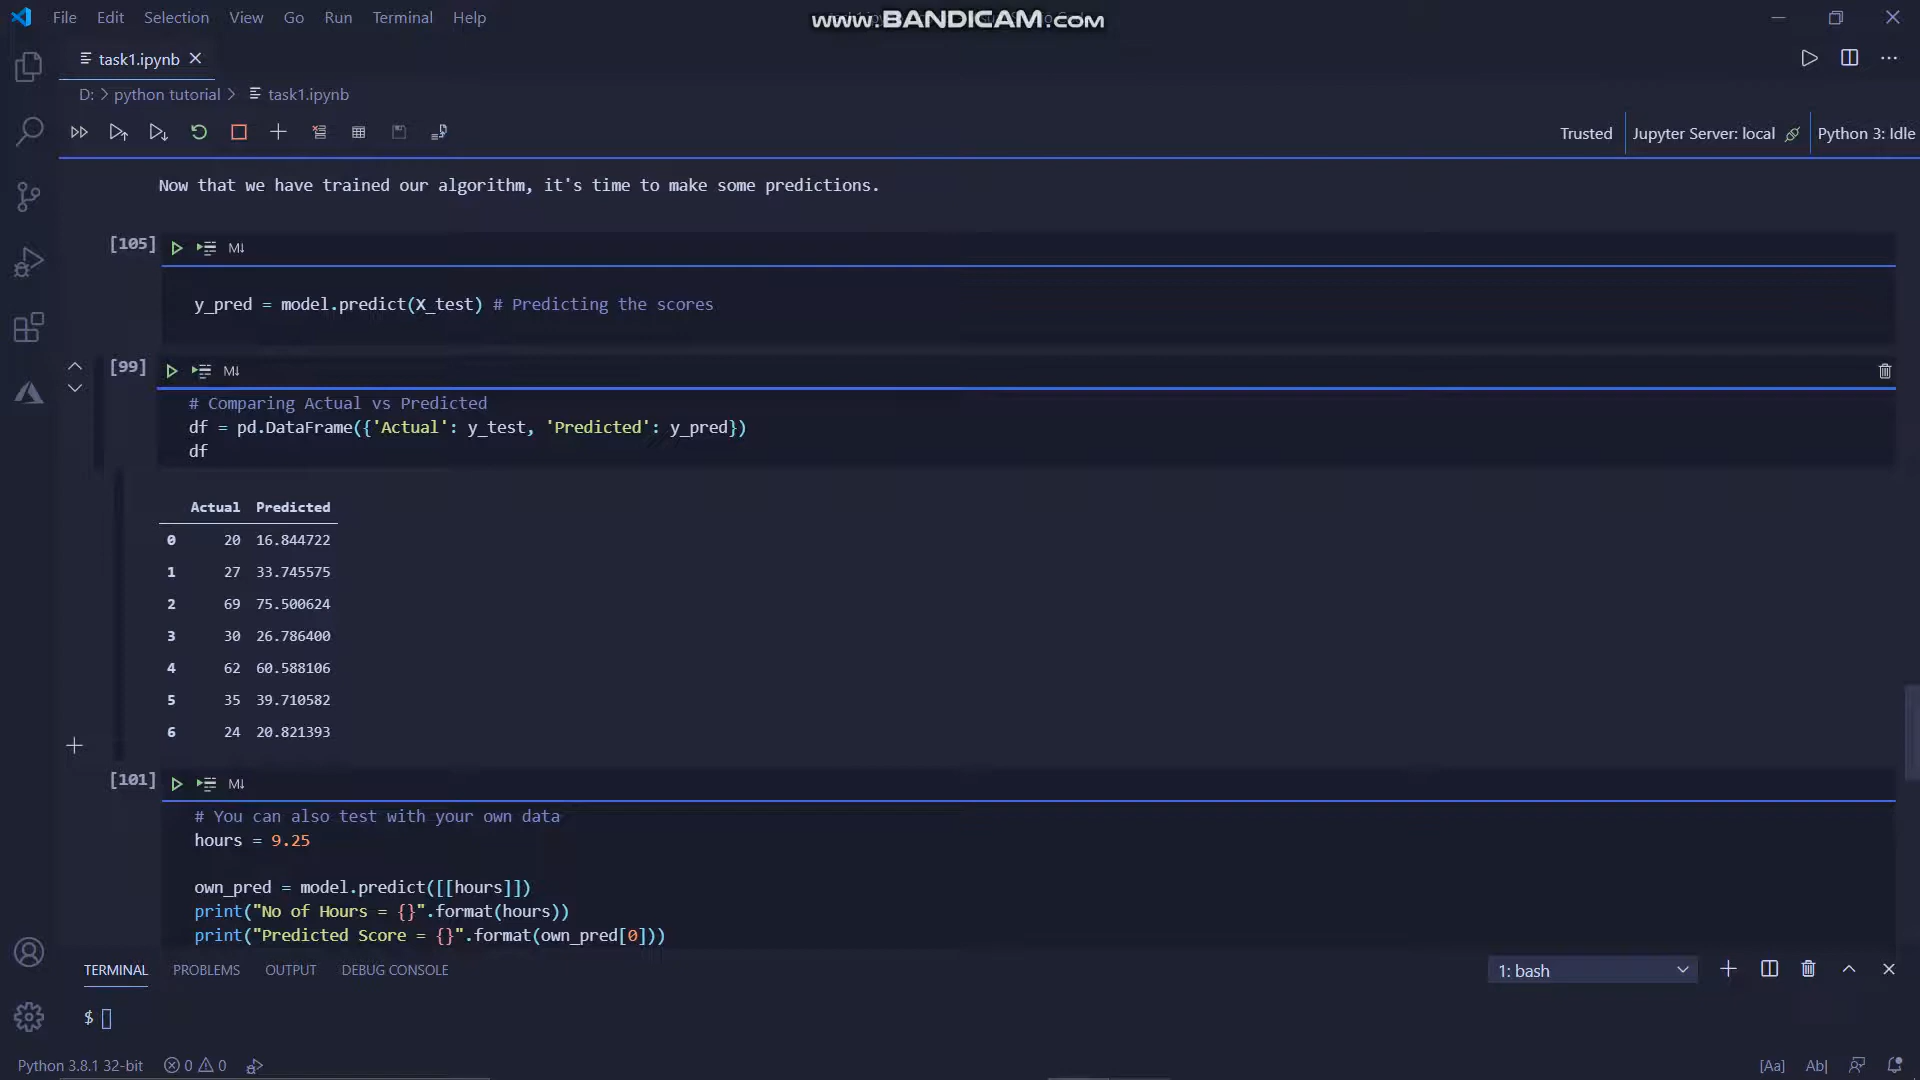 File Edit Selection View Go Run Terminal Help
www.BANDICAM.com
task1.ipynb
D: > python tutorial > task1.ipynb
Trusted Jupyter Server: local Python 3: Idle
Now that we have trained our algorithm, it's time to make some predictions.
[105] M↓
y_pred = model.predict(X_test) # Predicting the scores
[99] M↓
# Comparing Actual vs Predicted
df = pd.DataFrame({'Actual': y_test, 'Predicted': y_pred})
df
Actual Predicted
0 20 16.844722
1 27 33.745575
2 69 75.500624
3 30 26.786400
4 62 60.588106
5 35 39.710582
6 24 20.821393
[101] M↓
# You can also test with your own data
hours = 9.25
own_pred = model.predict([[hours]])
print("No of Hours = {}".format(hours))
print("Predicted Score = {}".format(own_pred[0]))
TERMINAL PROBLEMS OUTPUT DEBUG CONSOLE 1: bash
$
Python 3.8.1 32-bit 0 0 [Aa] Ab|